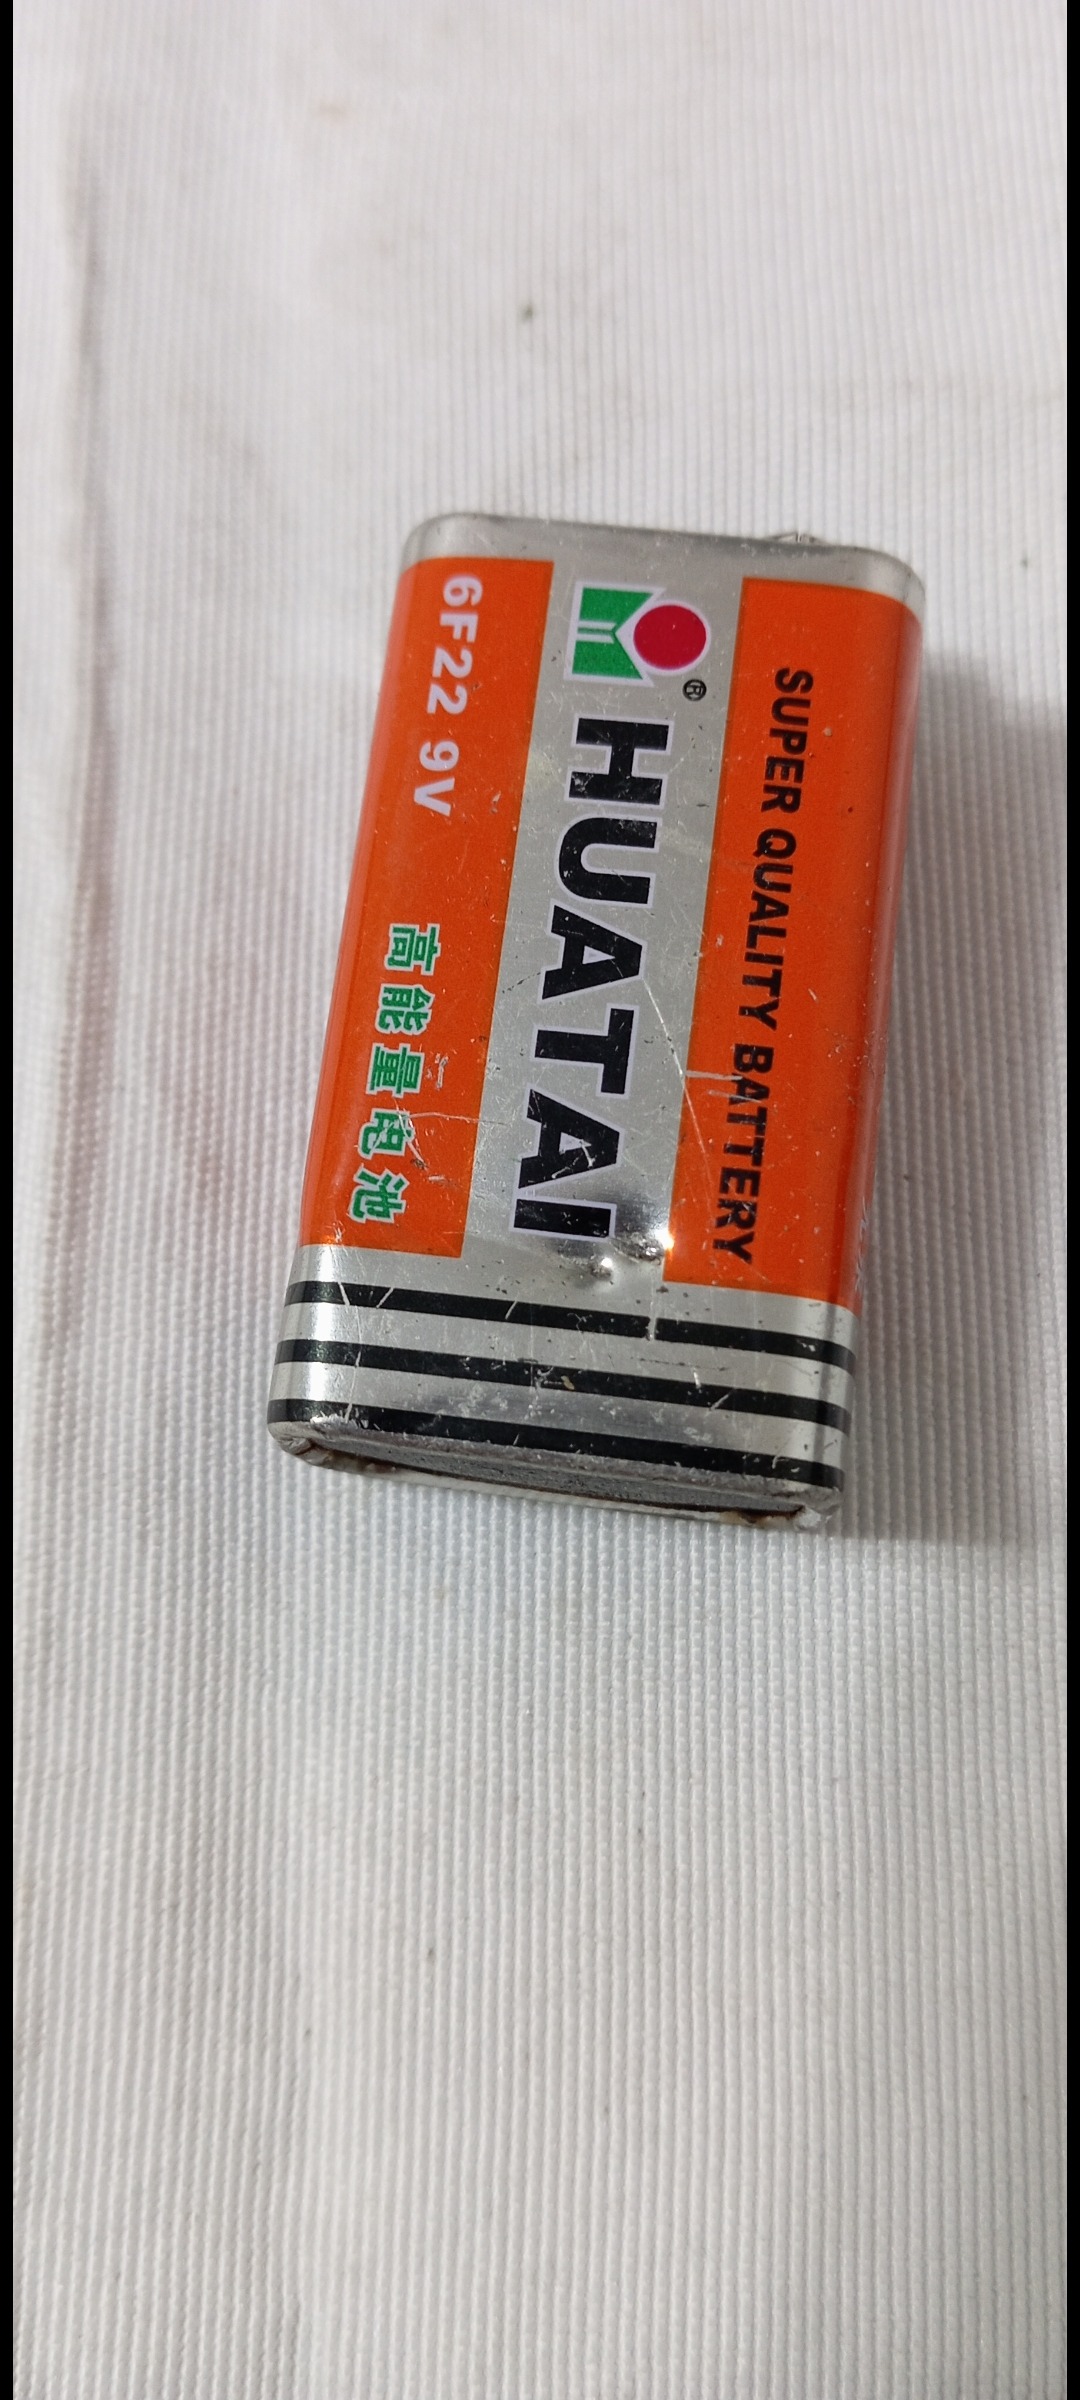 SUPER QUALITY BATTERY
® HUATAI
6F22 9V 高能量电池